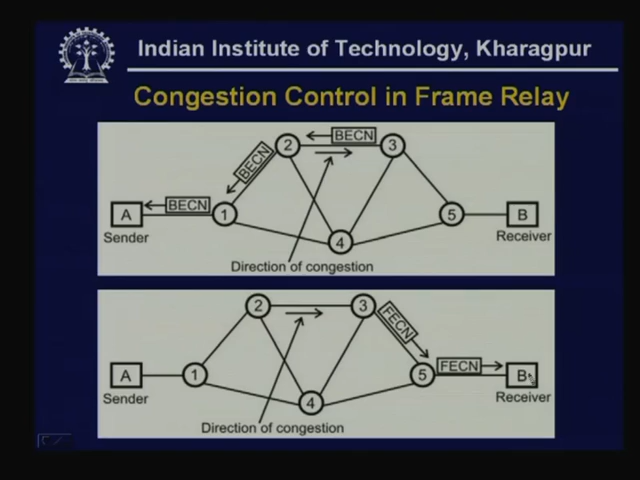 Indian Institute of Technology, Kharagpur
Congestion Control in Frame Relay
2 BECN 3
BECN
A BECN 1 5 B
Sender 4 Receiver
Direction of congestion
2 3
FECN
A 1 5 FECN B
Sender 4 Receiver
Direction of congestion